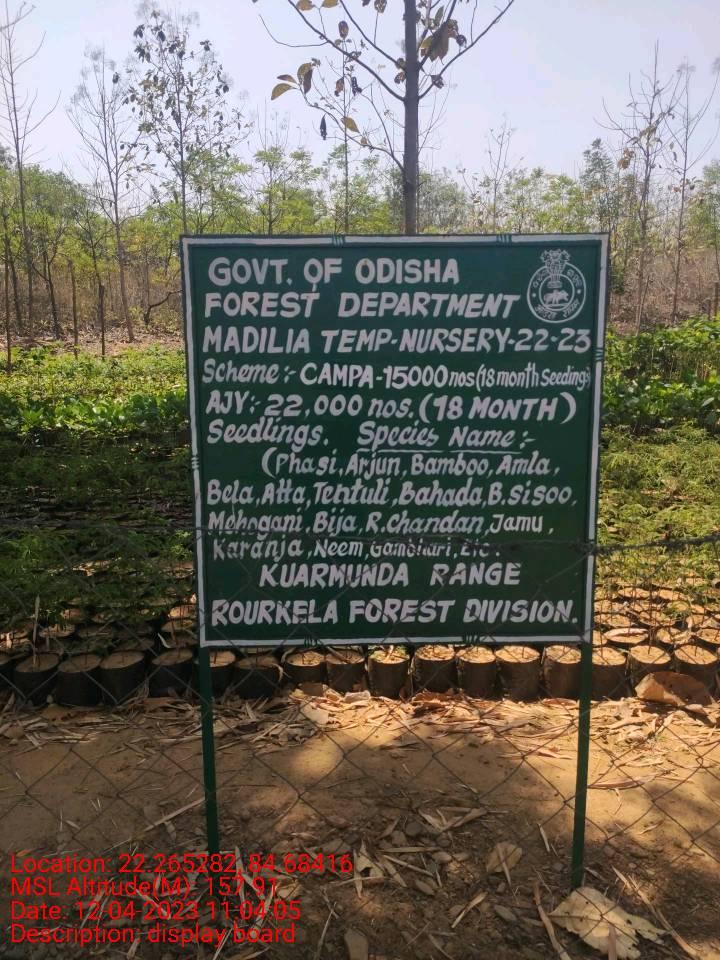 GOVT. OF ODISHA
FOREST DEPARTMENT
MADILIA TEMP-NURSERY-22-23
Scheme:- CAMPA-15000 nos (18 month Seeding)
AJY:- 22,000 nos. (18 MONTH)
Seedlings. Species Name:-
(Phasi, Arjun, Bamboo, Amla,
Bela, Atta, Tentuli, Bahada, B.sisoo,
Mehogani, Bija, R.Chandan, Jamu,
Karanja, Neem, Gambhari, Etc.
KUARMUNDA RANGE
ROURKELA FOREST DIVISION.
Location: 22.265282, 84.68416
MSL Altitude(M): 157.91
Date: 12-04-2023 11:04:05
Description: display board